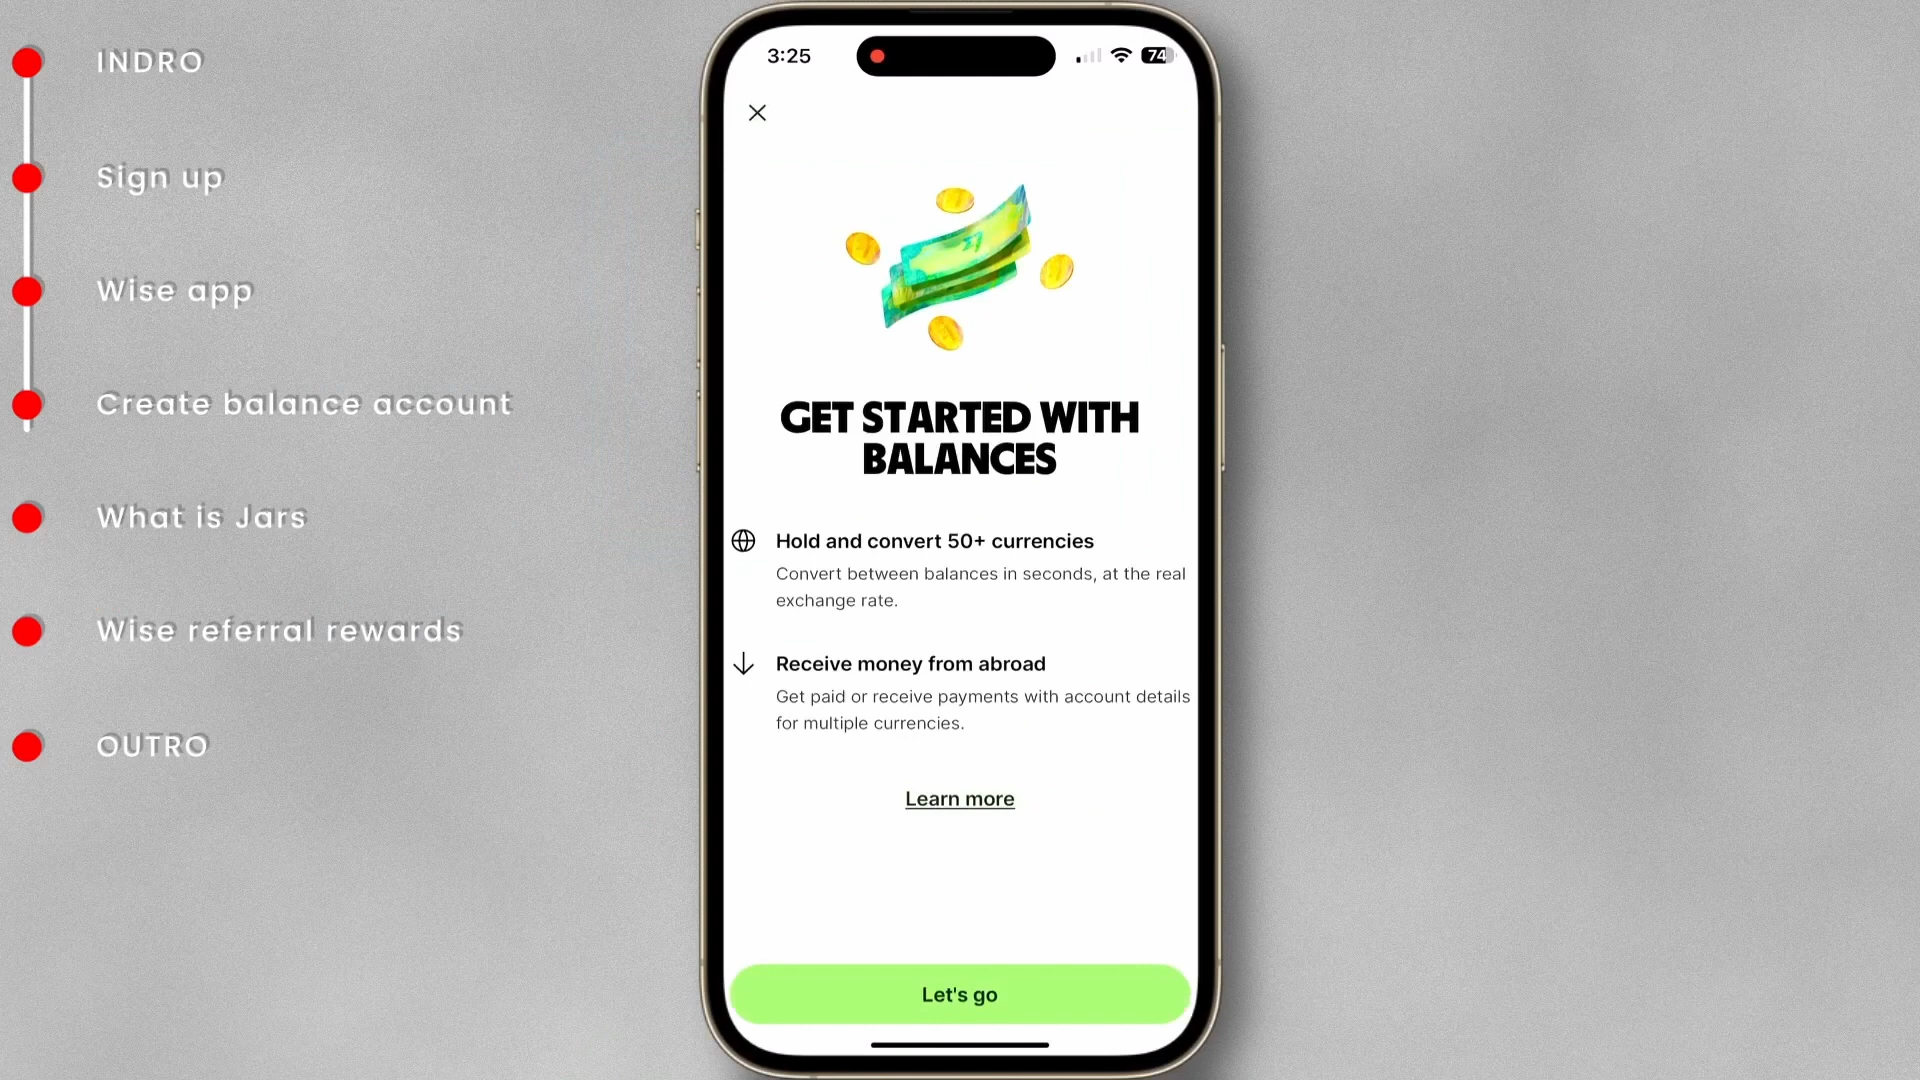 INDRO
Sign up
Wise app
Create balance account
What is Jars
Wise referral rewards
OUTRO
3:25
74
GET STARTED WITH
BALANCES
Hold and convert 50+ currencies
Convert between balances in seconds, at the real
exchange rate.
Receive money from abroad
Get paid or receive payments with account details
for multiple currencies.
Learn more
Let's go